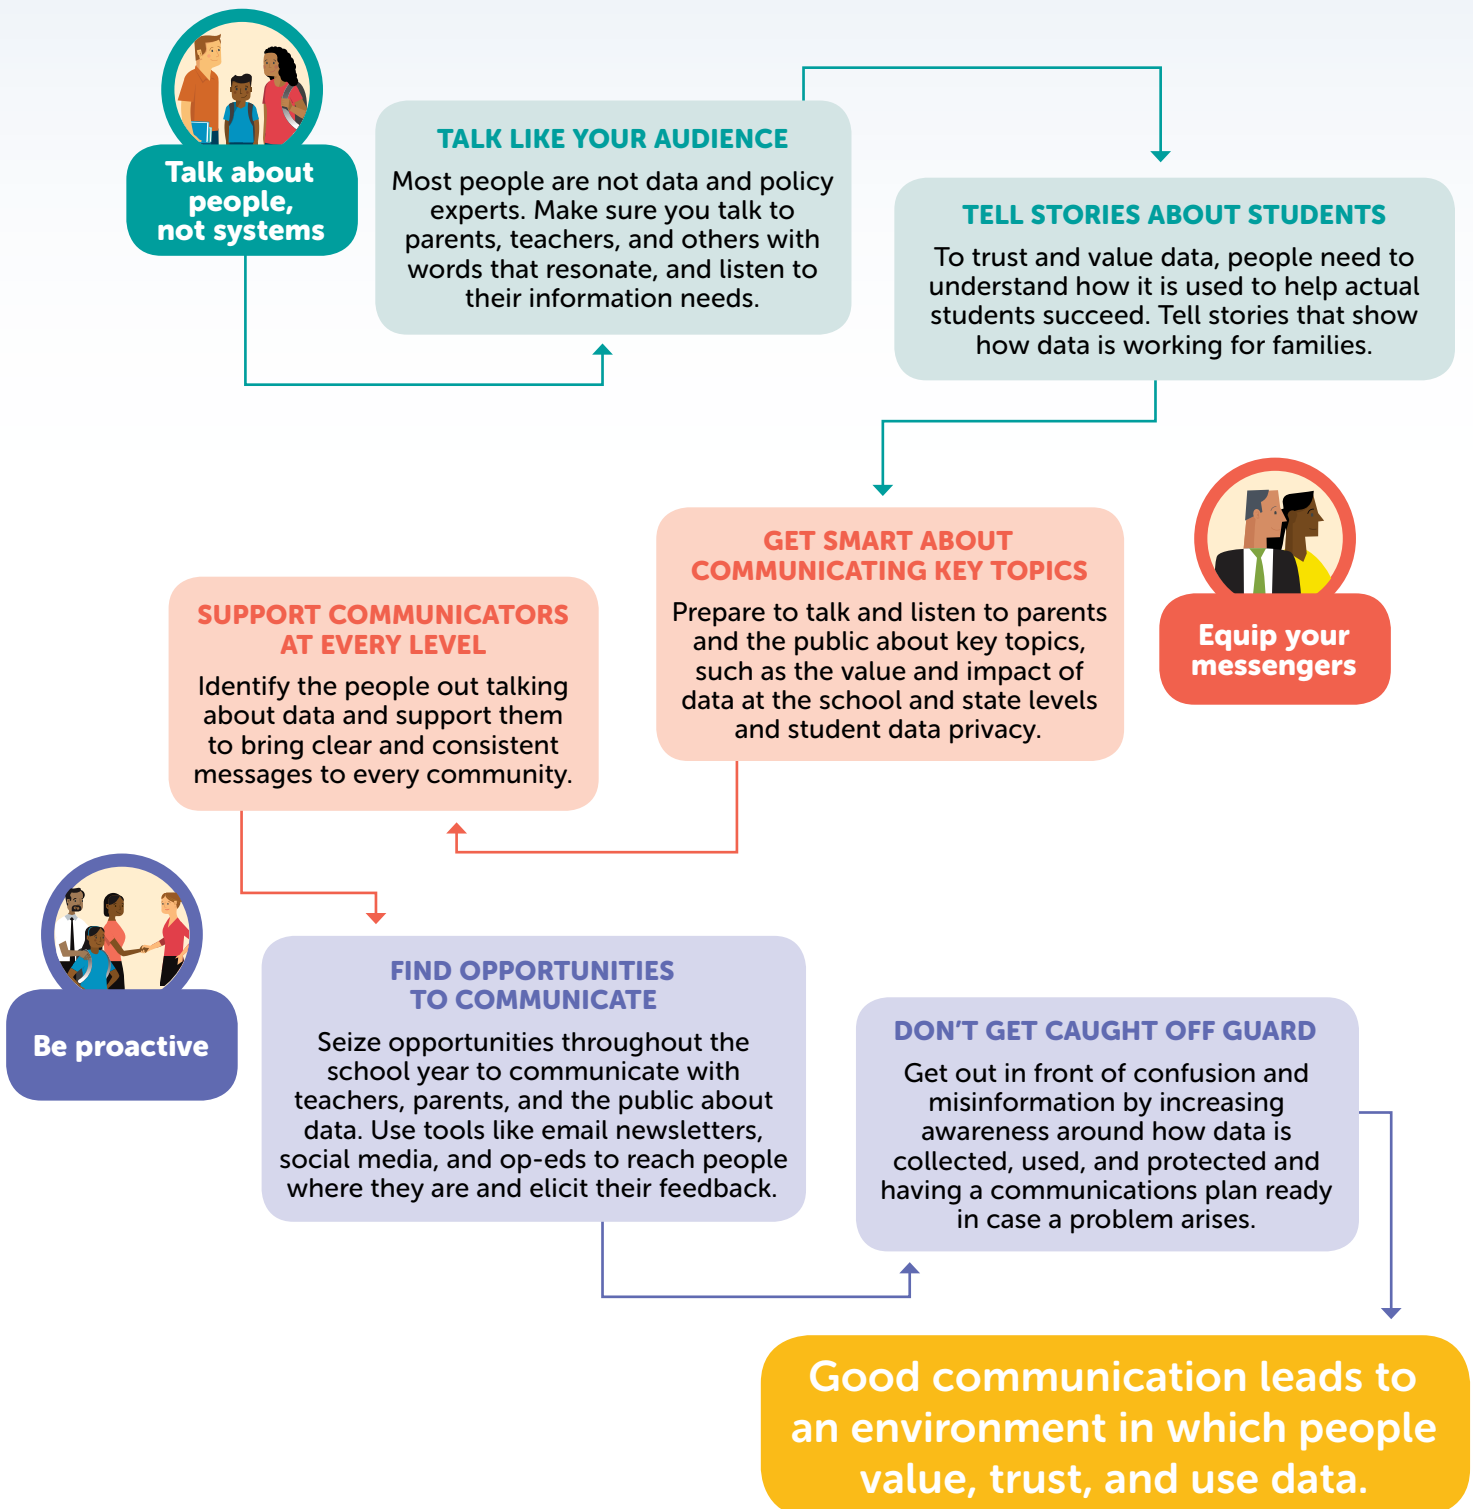 Talk about
people,
not systems
TALK LIKE YOUR AUDIENCE
Most people are not data and policy
experts. Make sure you talk to
parents, teachers, and others with
words that resonate, and listen to
their information needs.
TELL STORIES ABOUT STUDENTS
To trust and value data, people need to
understand how it is used to help actual
students succeed. Tell stories that show
how data is working for families.
Equip your
messengers
GET SMART ABOUT
COMMUNICATING KEY TOPICS
Prepare to talk and listen to parents
and the public about key topics,
such as the value and impact of
data at the school and state levels
and student data privacy.
SUPPORT COMMUNICATORS
AT EVERY LEVEL
Identify the people out talking
about data and support them
to bring clear and consistent
messages to every community.
Be proactive
FIND OPPORTUNITIES
TO COMMUNICATE
Seize opportunities throughout the
school year to communicate with
teachers, parents, and the public about
data. Use tools like email newsletters,
social media, and op-eds to reach people
where they are and elicit their feedback.
DON'T GET CAUGHT OFF GUARD
Get out in front of confusion and
misinformation by increasing
awareness around how data is
collected, used, and protected and
having a communications plan ready
in case a problem arises.
Good communication leads to
an environment in which people
value, trust, and use data.